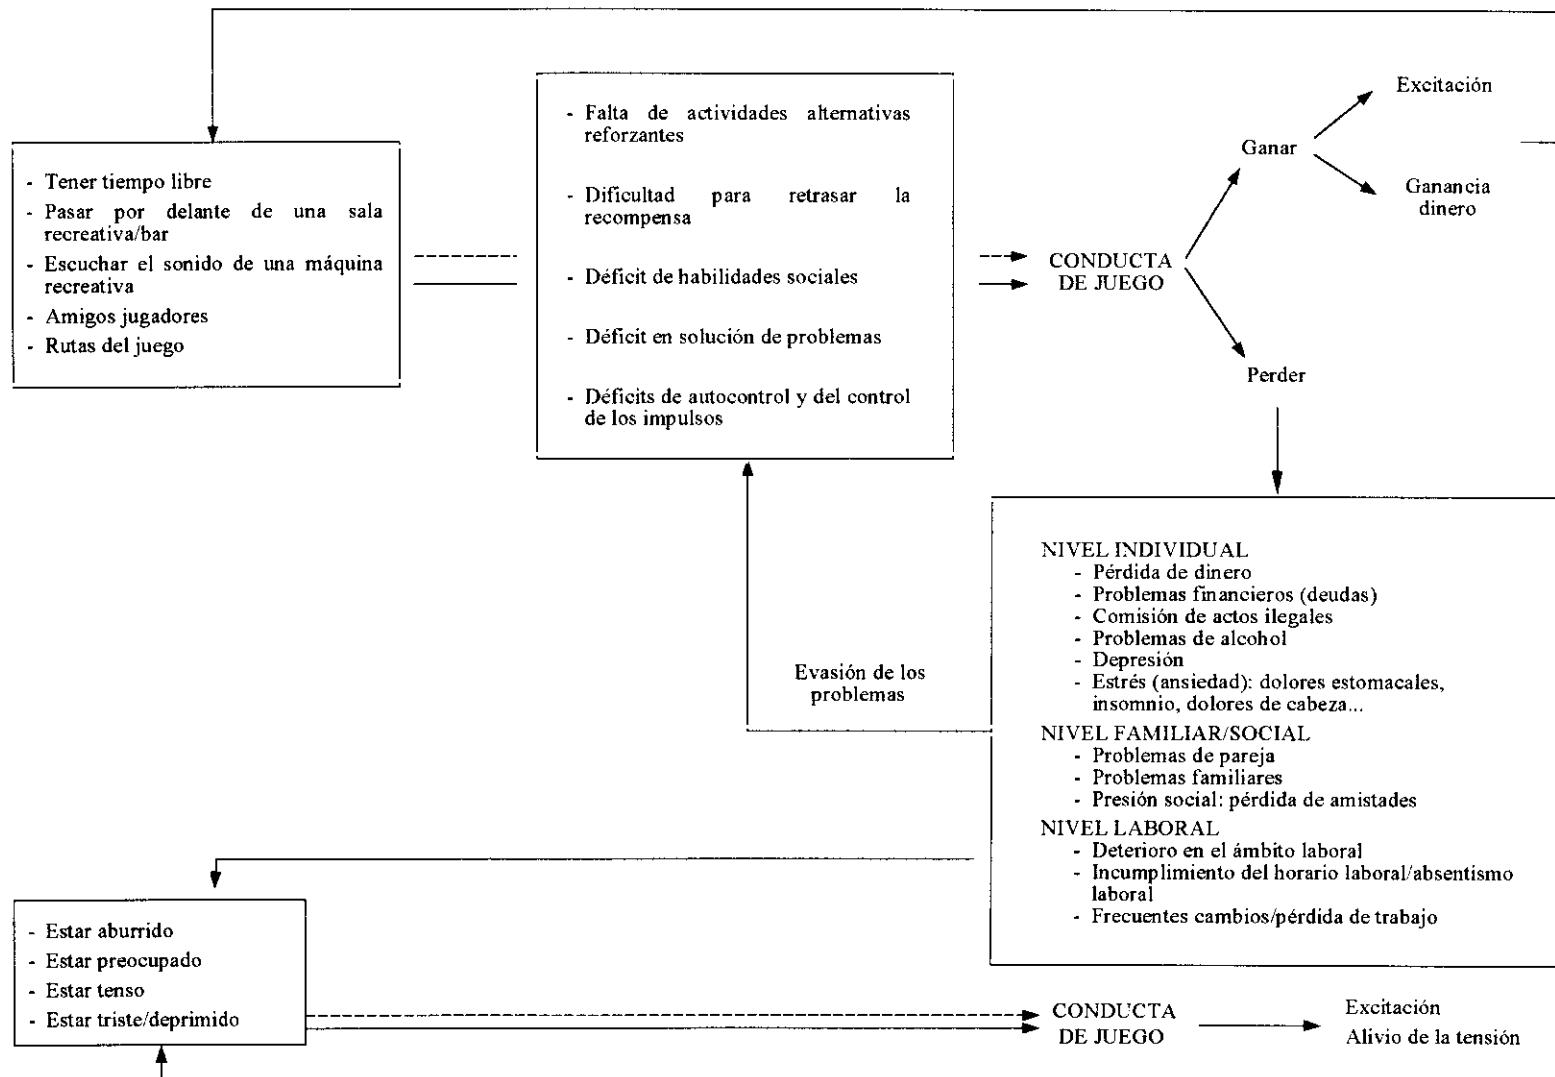 - Tener tiempo libre
- Pasar por delante de una sala
recreativa/bar
- Escuchar el sonido de una máquina
recreativa
- Amigos jugadores
- Rutas del juego
- Falta de actividades alternativas
reforzantes
- Dificultad para retrasar la
recompensa
- Déficit de habilidades sociales
- Déficit en solución de problemas
- Déficits de autocontrol y del control
de los impulsos
CONDUCTA
DE JUEGO
Ganar
Excitación
Ganancia
dinero
Perder
NIVEL INDIVIDUAL
- Pérdida de dinero
- Problemas financieros (deudas)
- Comisión de actos ilegales
- Problemas de alcohol
- Depresión
- Estrés (ansiedad): dolores estomacales,
insomnio, dolores de cabeza...
NIVEL FAMILIAR/SOCIAL
- Problemas de pareja
- Problemas familiares
- Presión social: pérdida de amistades
NIVEL LABORAL
- Deterioro en el ámbito laboral
- Incumplimiento del horario laboral/absentismo
laboral
- Frecuentes cambios/pérdida de trabajo
Evasión de los
problemas
- Estar aburrido
- Estar preocupado
- Estar tenso
- Estar triste/deprimido
CONDUCTA
DE JUEGO
Excitación
Alivio de la tensión